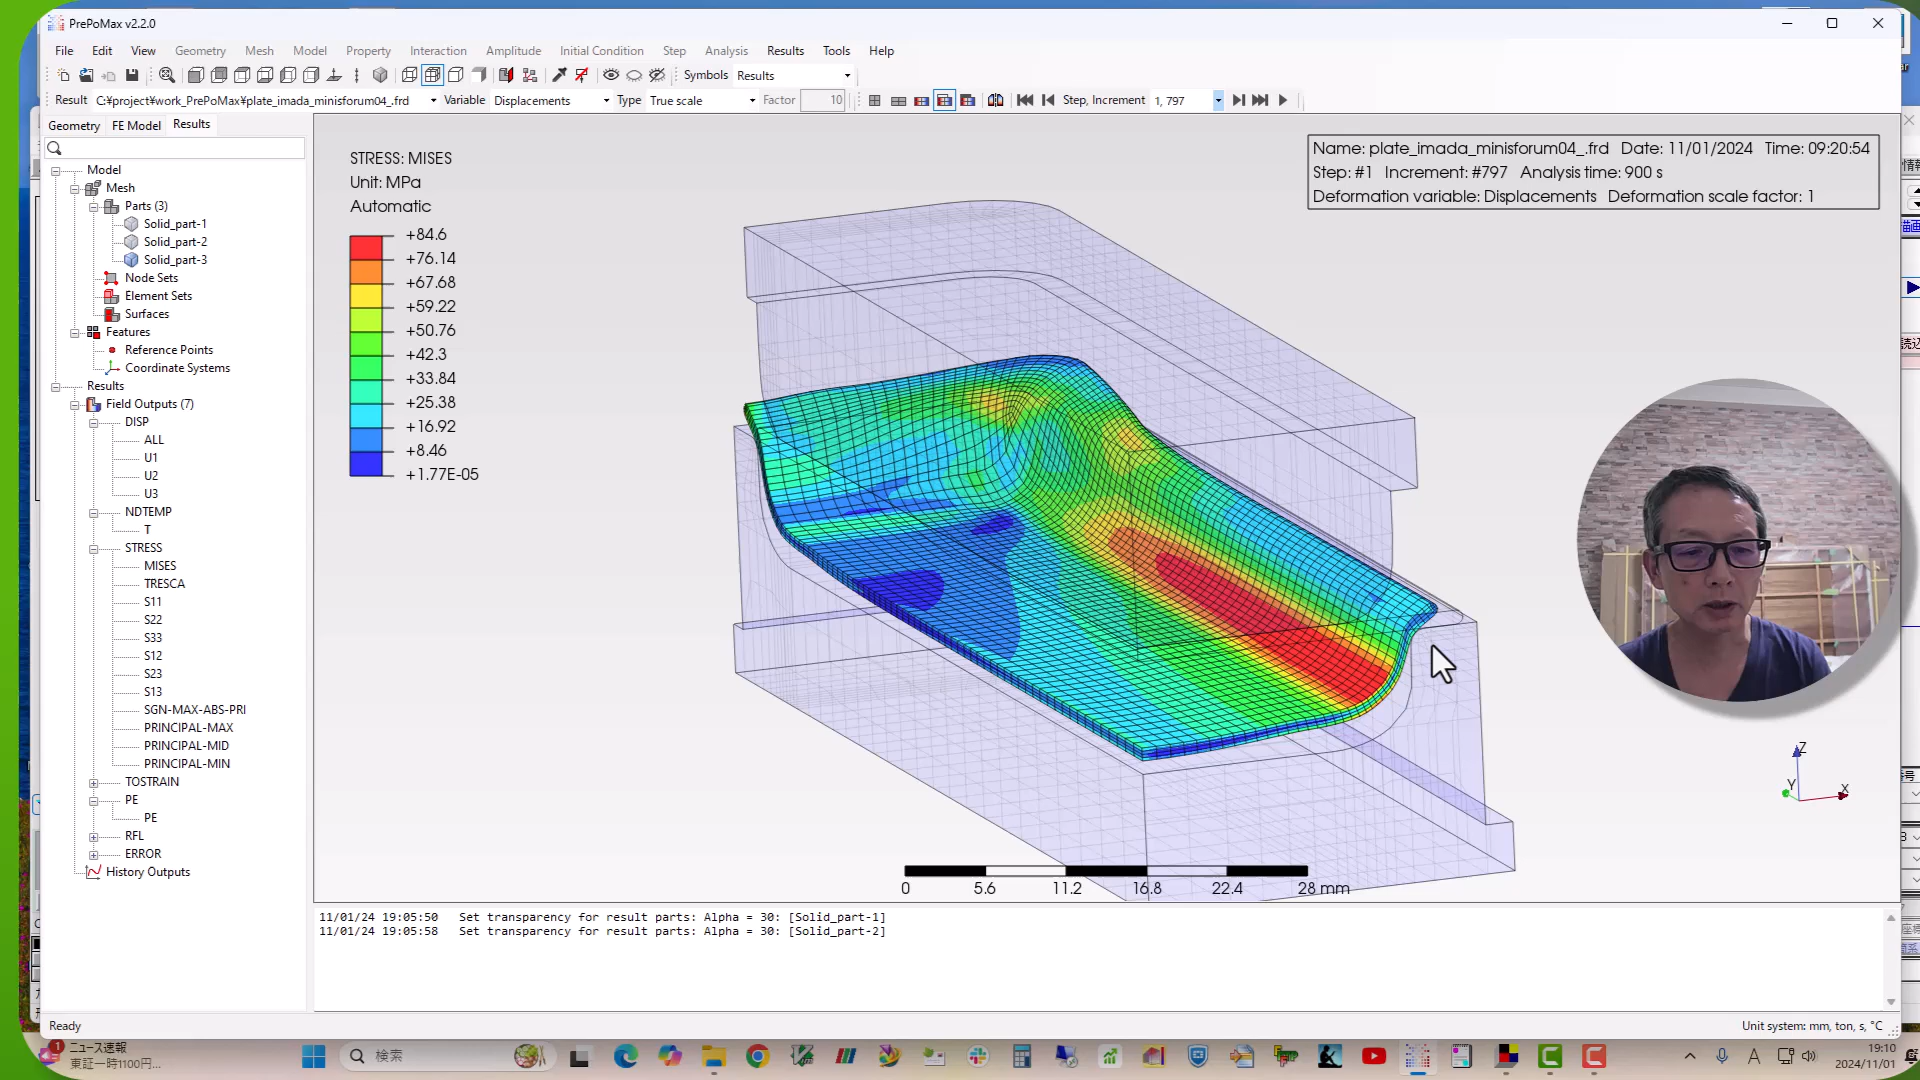 PrePoMax v2.2.0
File Edit View Geometry Mesh Model Property Interaction Amplitude Initial Condition Step Analysis Results Tools Help
Symbols Results
Result C:¥project¥work_PrePoMax¥plate_imada_minisforum04_.frd Variable Displacements Type True scale Factor 10 Step, Increment 1, 797
Geometry FE Model Results
Model
Mesh
Parts (3)
Solid_part-1
Solid_part-2
Solid_part-3
Node Sets
Element Sets
Surfaces
Features
Reference Points
Coordinate Systems
Results
Field Outputs (7)
DISP
ALL
U1
U2
U3
NDTEMP
T
STRESS
MISES
TRESCA
S11
S22
S33
S12
S23
S13
SGN-MAX-ABS-PRI
PRINCIPAL-MAX
PRINCIPAL-MID
PRINCIPAL-MIN
TOSTRAIN
PE
PE
RFL
ERROR
History Outputs
STRESS: MISES
Unit: MPa
Automatic
+84.6
+76.14
+67.68
+59.22
+50.76
+42.3
+33.84
+25.38
+16.92
+8.46
+1.77E-05
Name: plate_imada_minisforum04_.frd Date: 11/01/2024 Time: 09:20:54
Step: #1 Increment: #797 Analysis time: 900 s
Deformation variable: Displacements Deformation scale factor: 1
Z
Y
X
0 5.6 11.2 16.8 22.4 28 mm
11/01/24 19:05:50 Set transparency for result parts: Alpha = 30: [Solid_part-1]
11/01/24 19:05:58 Set transparency for result parts: Alpha = 30: [Solid_part-2]
Ready
Unit system: mm, ton, s, °C
1
ニュース速報
東証一時1100円...
検索
A
19:10
2024/11/01